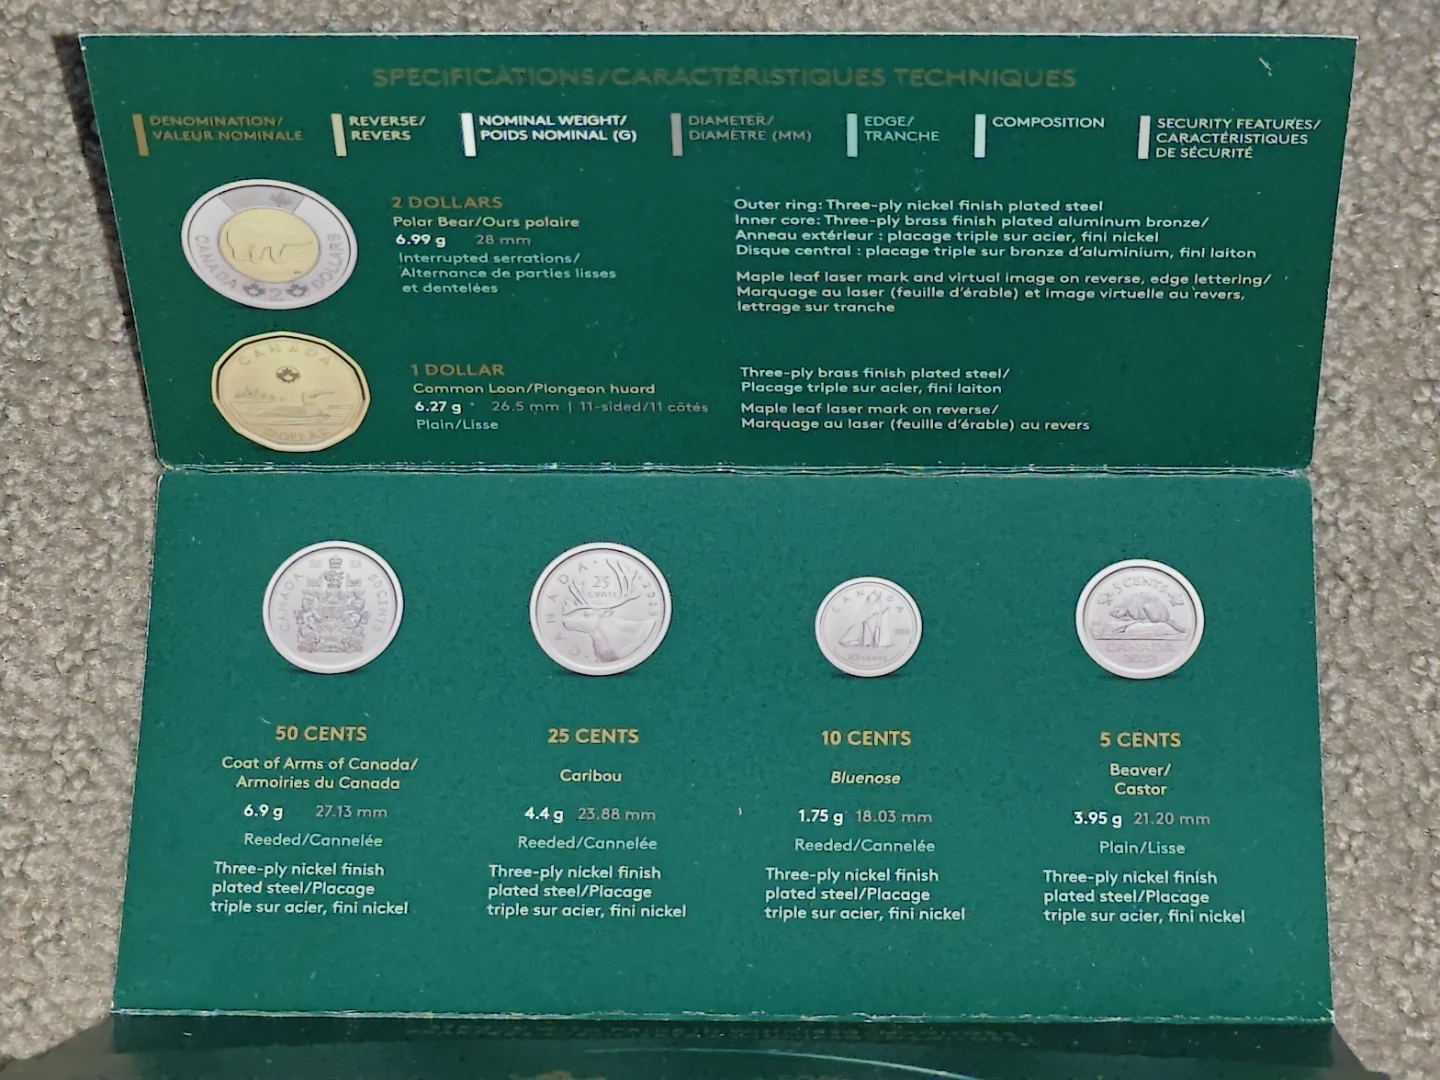 SPECIFICATIONS/CARACTÉRISTIQUES TECHNIQUES
DENOMINATION/
VALEUR NOMINALE
REVERSE/
REVERS
NOMINAL WEIGHT/
POIDS NOMINAL (G)
DIAMETER/
DIAMÈTRE (MM)
EDGE/
TRANCHE
COMPOSITION
SECURITY FEATURES/
CARACTÉRISTIQUES
DE SÉCURITÉ
CANADA 2 DOLLARS
2 DOLLARS
Polar Bear/Ours polaire
6.99 g 28 mm
Interrupted serrations/
Alternance de parties lisses
et dentelées
Outer ring: Three-ply nickel finish plated steel
Inner core: Three-ply brass finish plated aluminum bronze/
Anneau extérieur : placage triple sur acier, fini nickel
Disque central : placage triple sur bronze d'aluminium, fini laiton
Maple leaf laser mark and virtual image on reverse, edge lettering/
Marquage au laser (feuille d'érable) et image virtuelle au revers,
lettrage sur tranche
CANADA
DOLLAR
1 DOLLAR
Common Loon/Plongeon huard
6.27 g 26.5 mm | 11-sided/11 côtés
Plain/Lisse
Three-ply brass finish plated steel/
Placage triple sur acier, fini laiton
Maple leaf laser mark on reverse/
Marquage au laser (feuille d'érable) au revers
CANADA 20 23 50 CENTS
50 CENTS
Coat of Arms of Canada/
Armoiries du Canada
6.9 g 27.13 mm
Reeded/Cannelée
Three-ply nickel finish
plated steel/Placage
triple sur acier, fini nickel
CANADA 25 CENTS 2023
25 CENTS
Caribou
4.4 g 23.88 mm
Reeded/Cannelée
Three-ply nickel finish
plated steel/Placage
triple sur acier, fini nickel
CANADA
10 CENTS
10 CENTS
Bluenose
1.75 g 18.03 mm
Reeded/Cannelée
Three-ply nickel finish
plated steel/Placage
triple sur acier, fini nickel
5 CENTS
CANADA
2023
5 CENTS
Beaver/
Castor
3.95 g 21.20 mm
Plain/Lisse
Three-ply nickel finish
plated steel/Placage
triple sur acier, fini nickel